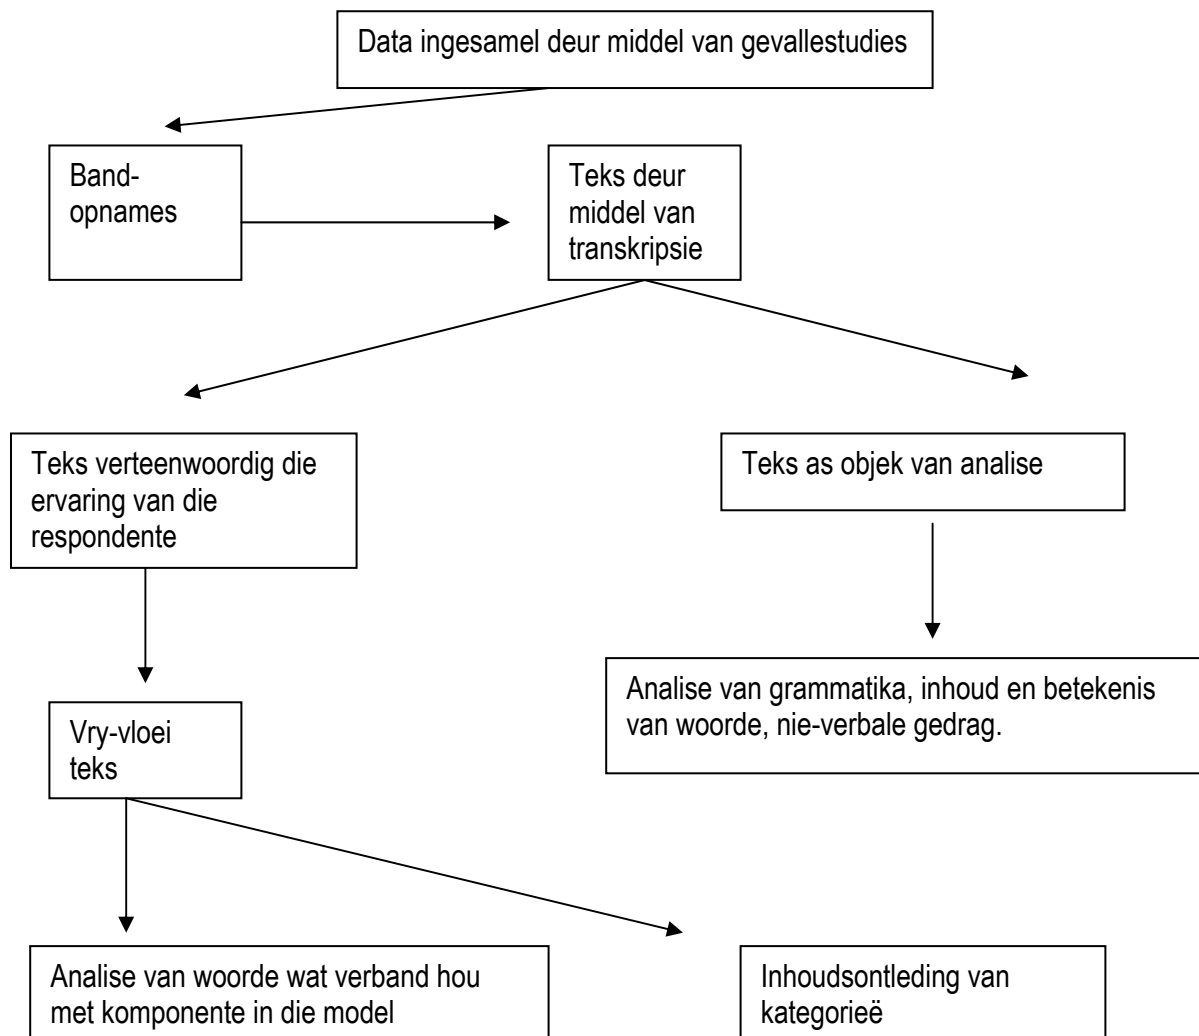 Data ingesamel deur middel van gevallestudies
Band-
opnames
Teks deur
middel van
transkripsie
Teks verteenwoordig die
ervaring van die
respondente
Teks as objek van analise
Vry-vloei
teks
Analise van grammatika, inhoud en betekenis
van woorde, nie-verbale gedrag.
Analise van woorde wat verband hou
met komponente in die model
Inhoudsontleding van
kategorieë